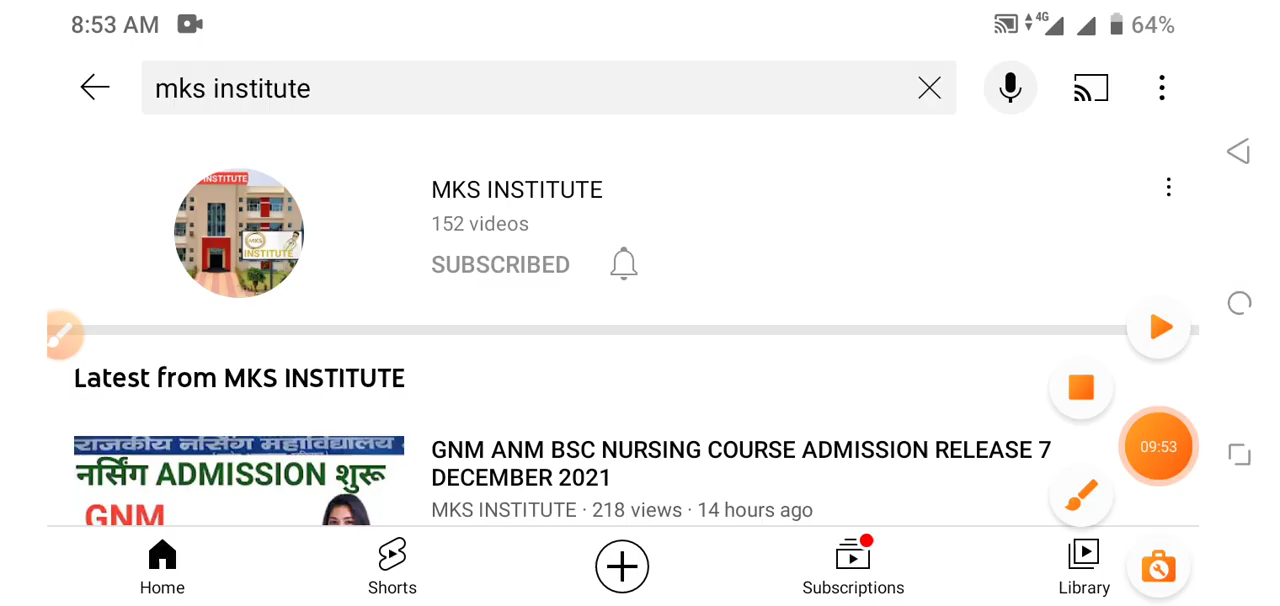 8:53 AM
4G
64%
mks institute
INSTITUTE
MKS
INSTITUTE
MKS INSTITUTE
152 videos
SUBSCRIBED
Latest from MKS INSTITUTE
राजकीय नर्सिंग महाविद्यालय
नर्सिंग ADMISSION शुरू
GNM
GNM ANM BSC NURSING COURSE ADMISSION RELEASE 7
DECEMBER 2021
MKS INSTITUTE · 218 views · 14 hours ago
09:53
Home
Shorts
Subscriptions
Library